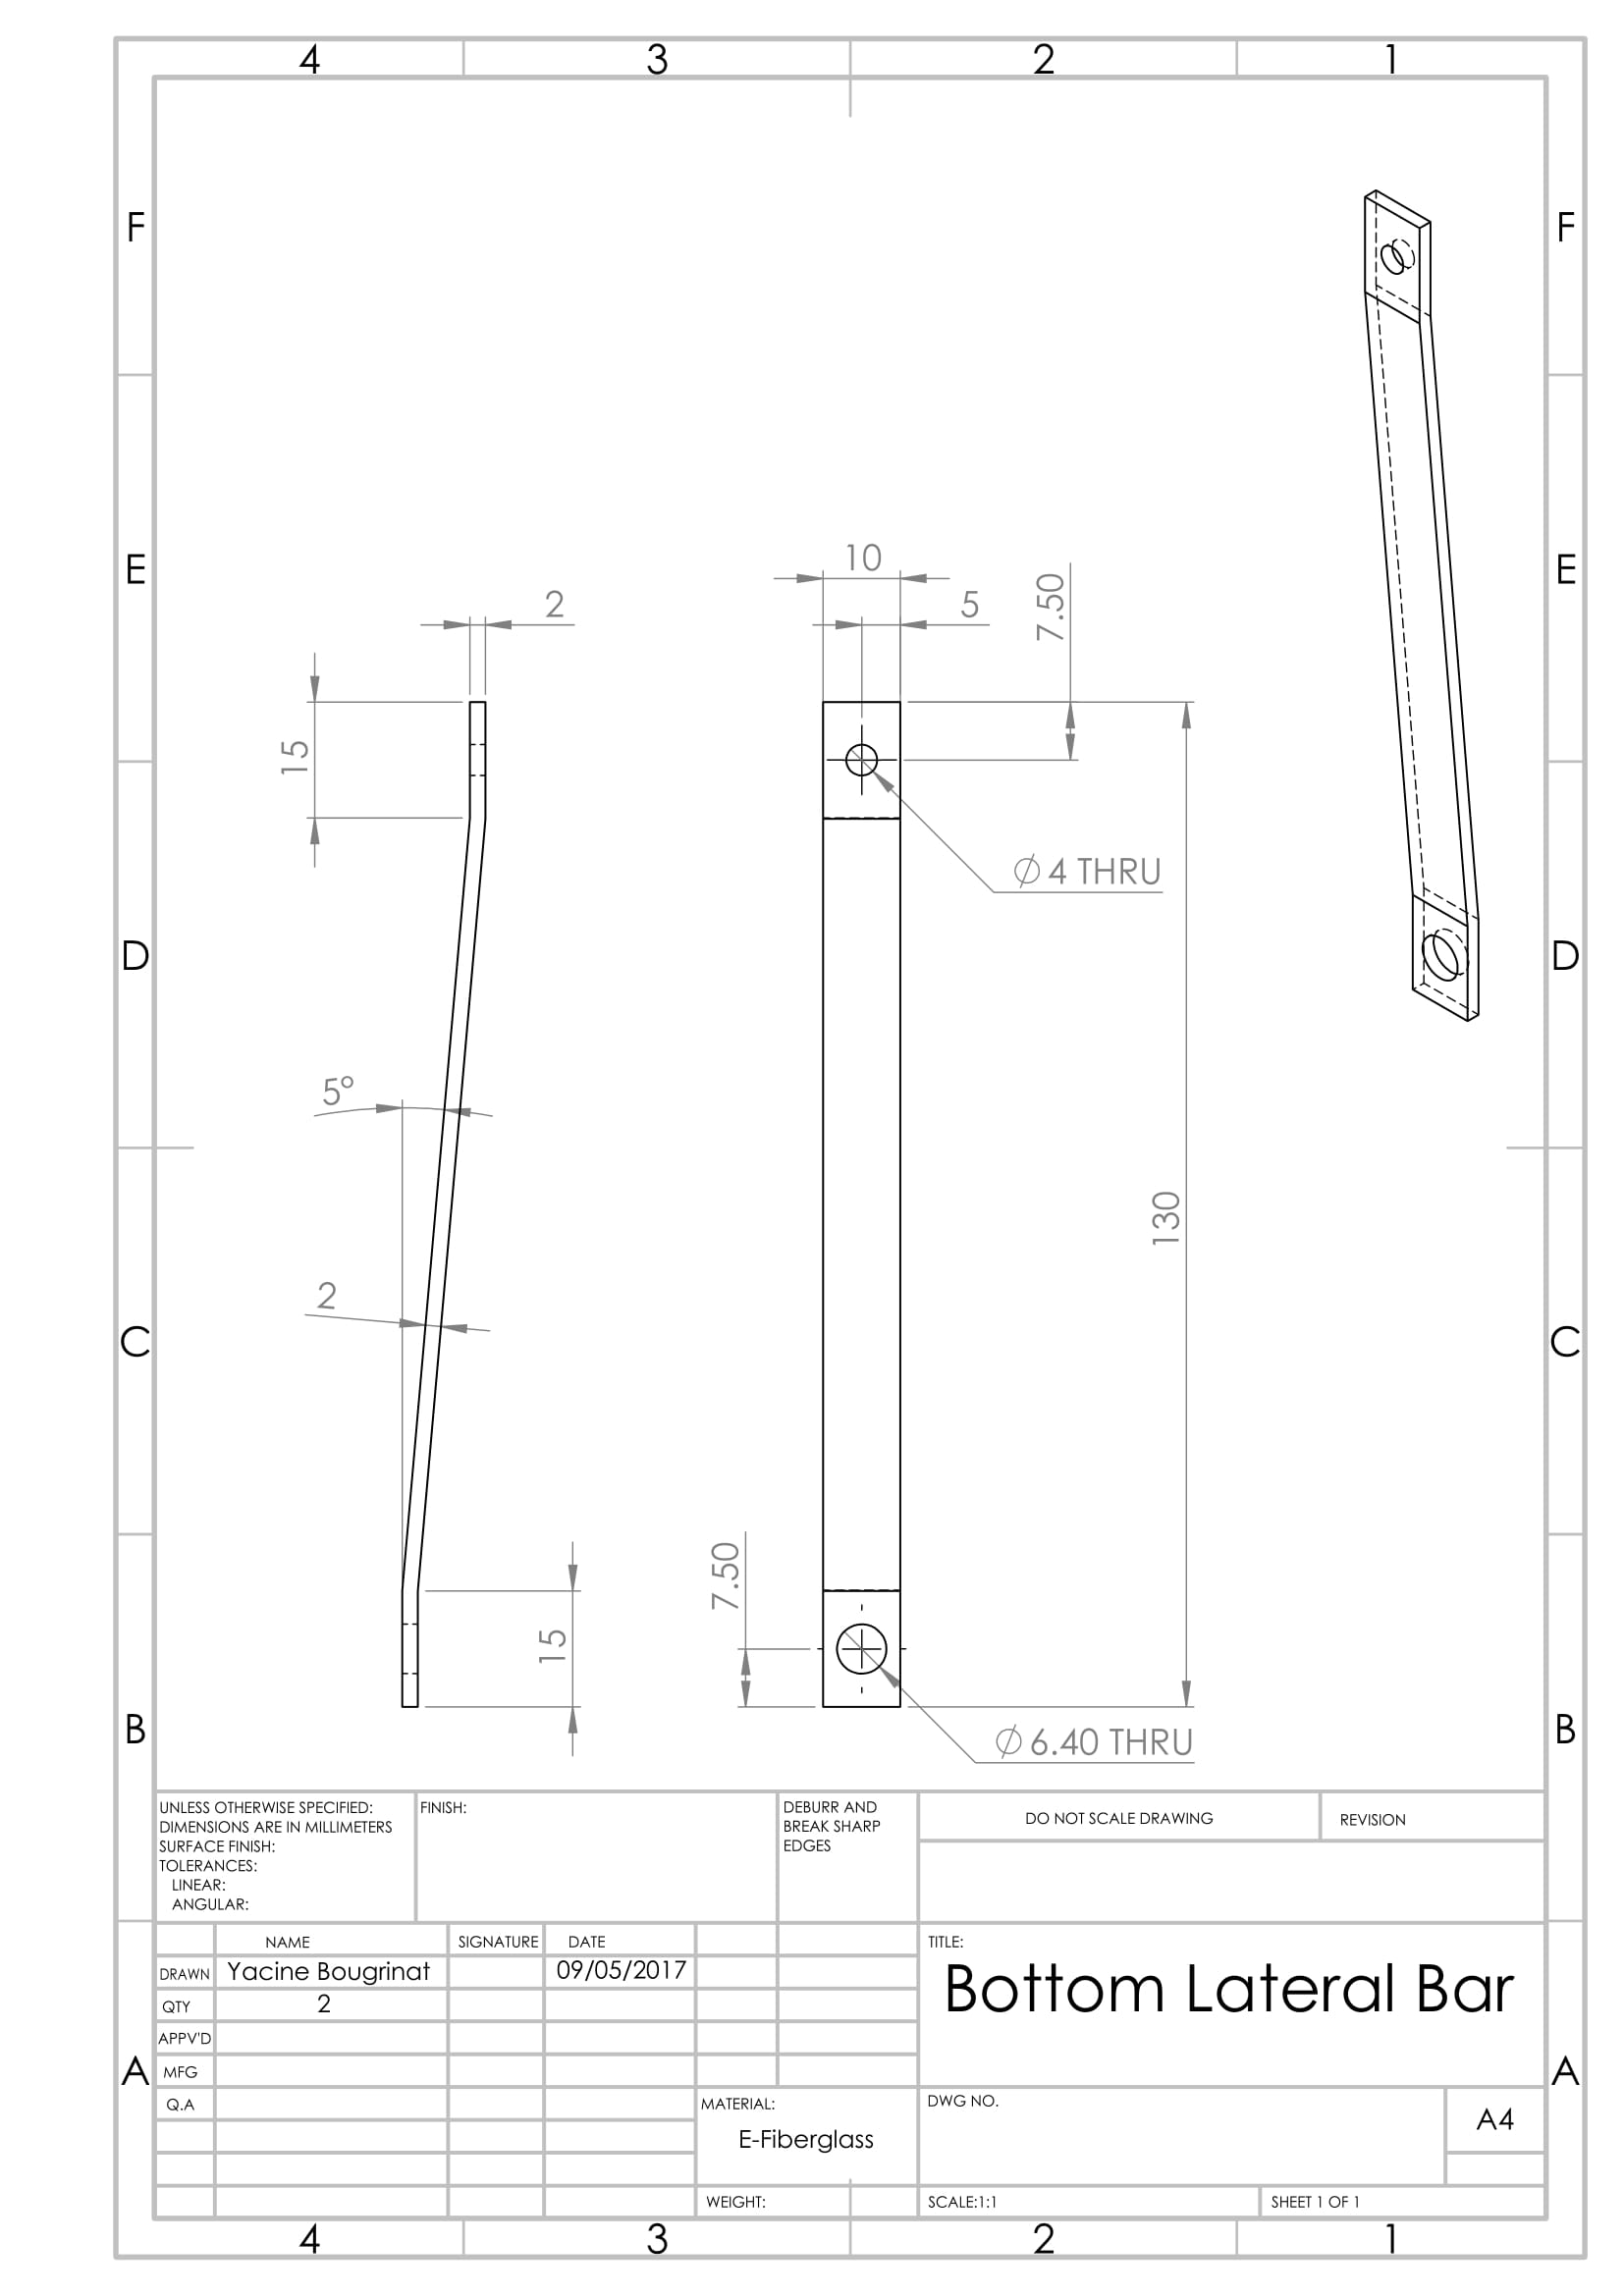 4 3 2 1
F F
E E
D D
C C
B B
A A
10
5
7.50
2
15
Ø 4 THRU
5°
130
2
7.50
15
Ø 6.40 THRU
UNLESS OTHERWISE SPECIFIED:
DIMENSIONS ARE IN MILLIMETERS
SURFACE FINISH:
TOLERANCES:
LINEAR:
ANGULAR:
FINISH:
DEBURR AND
BREAK SHARP
EDGES
DO NOT SCALE DRAWING
REVISION
NAME SIGNATURE DATE
DRAWN Yacine Bougrinat 09/05/2017
QTY 2
APPV'D
MFG
Q.A
MATERIAL:
E-Fiberglass
WEIGHT:
TITLE:
Bottom Lateral Bar
DWG NO.
A4
SCALE:1:1
SHEET 1 OF 1
4 3 2 1